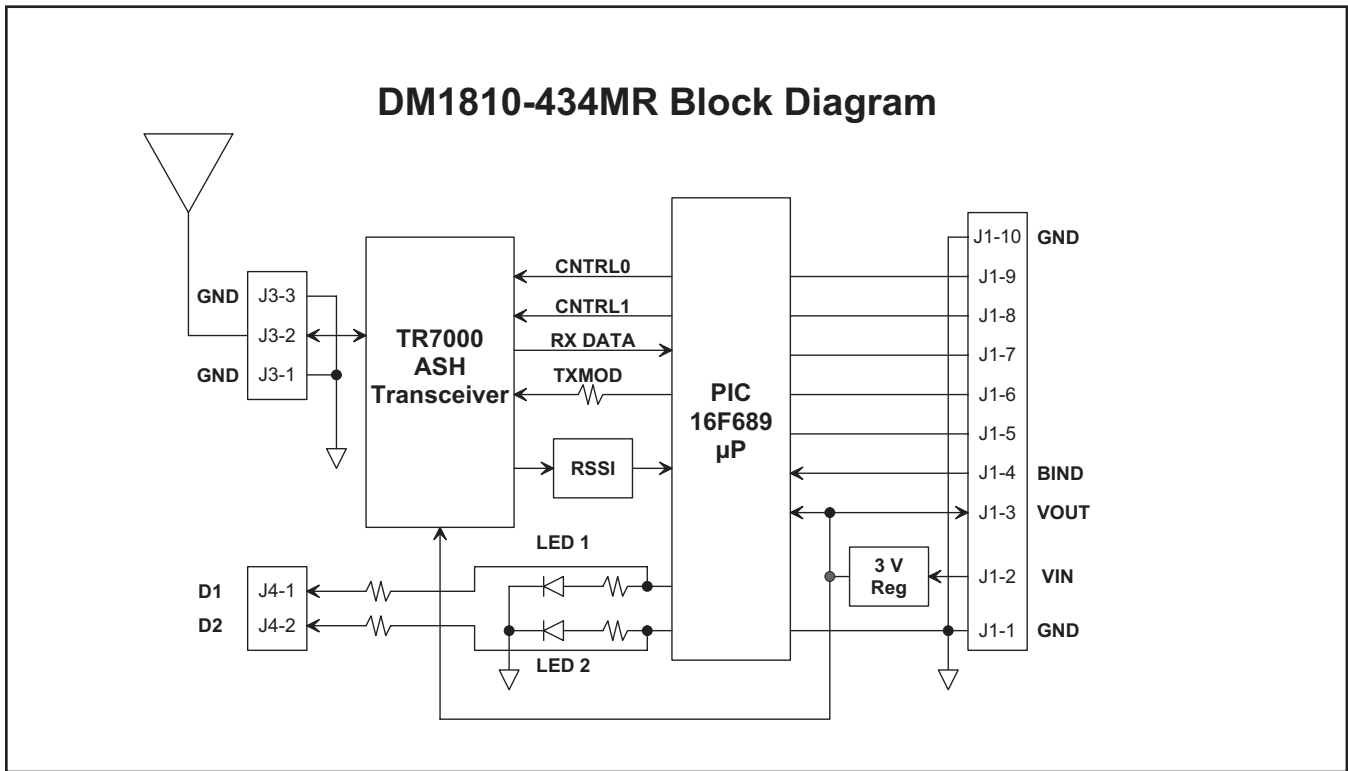 DM1810-434MR Block Diagram
J1-10 GND
CNTRL0
J1-9
GND J3-3
CNTRL1
J1-8
J3-2
TR7000
ASH
Transceiver
RX DATA
J1-7
GND J3-1
TXMOD
PIC
16F689
µP
J1-6
J1-5
RSSI
J1-4 BIND
J1-3 VOUT
LED 1
3 V
Reg
J1-2 VIN
D1 J4-1
D2 J4-2
J1-1 GND
LED 2